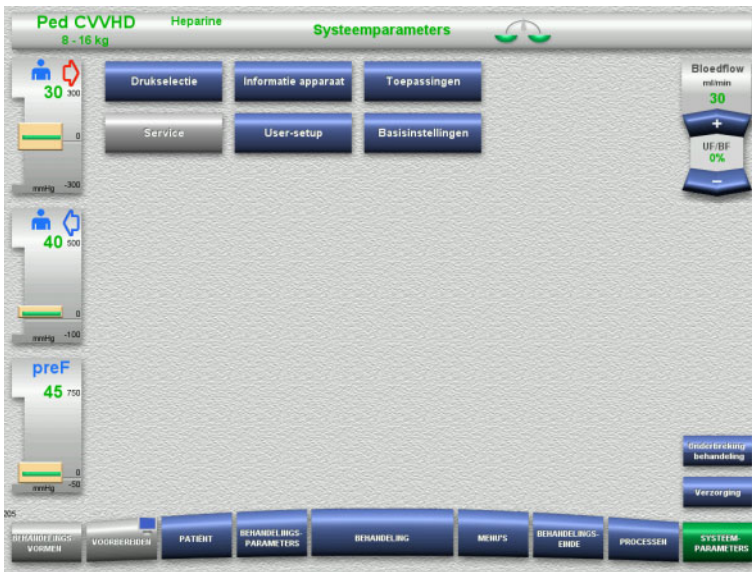 Ped CVVHD
Heparine
8 - 16 kg
Systeemparameters
30
300
0
-300
mmHg
40
500
0
-100
mmHg
preF
45
750
0
-50
mmHg
205
Drukselectie
Informatie apparaat
Toepassingen
Service
User-setup
Basisinstellingen
Bloedflow
ml/min
30
+
UF/BF
0%
−
Onderbreking
behandeling
Verzorging
BEHANDELINGS-
VORMEN
VOORBEREIDEN
PATIËNT
BEHANDELINGS-
PARAMETERS
BEHANDELING
MENU'S
BEHANDELINGS-
EINDE
PROCESSEN
SYSTEEM-
PARAMETERS